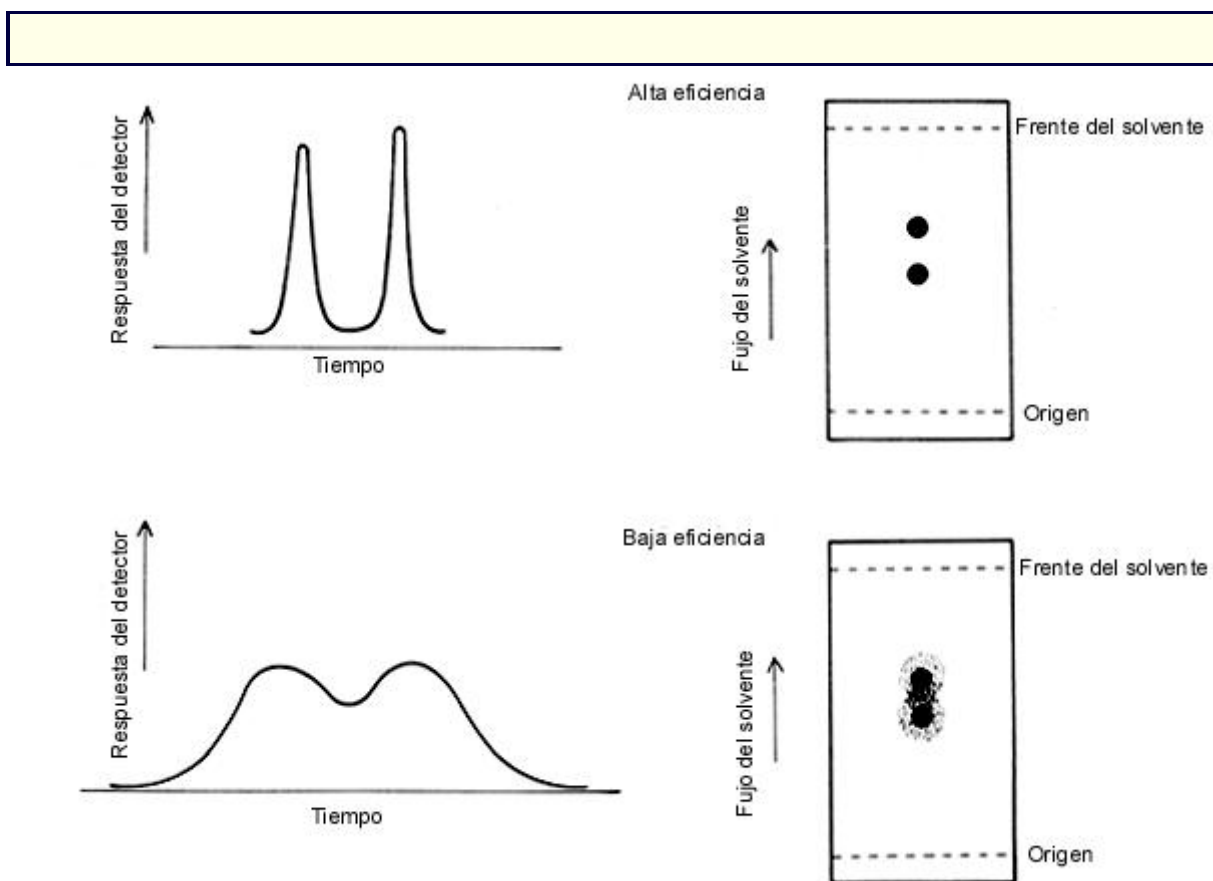 Alta eficiencia
Respuesta del detector
Tiempo
Frente del solvente
Fujo del solvente
Origen
Baja eficiencia
Respuesta del detector
Tiempo
Frente del solvente
Fujo del solvente
Origen